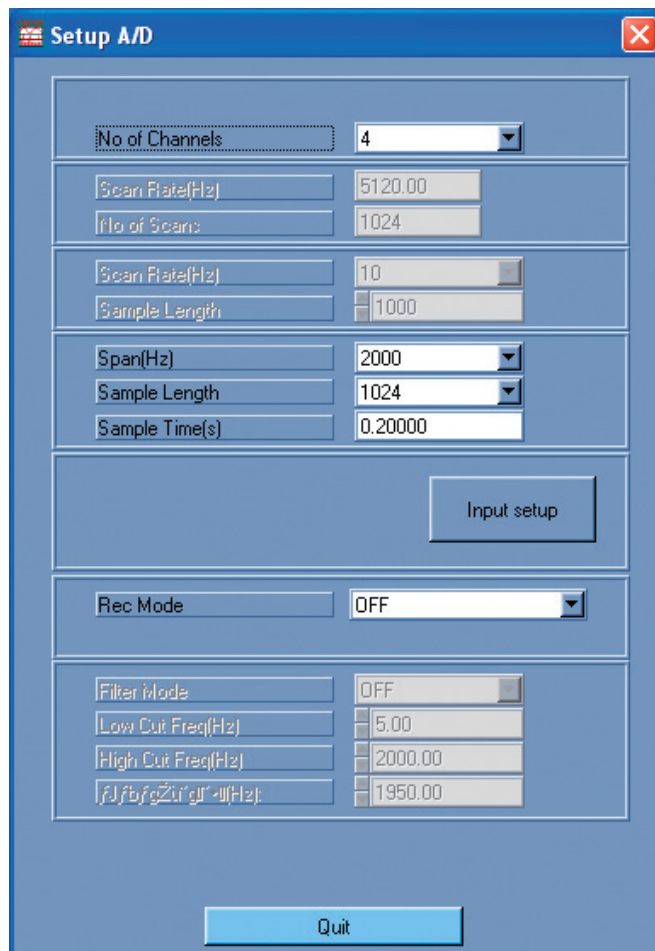 Setup A/D
No of Channels 4
Scan Rate(Hz) 5120.00
No of Scans 1024
Scan Rate(Hz) 10
Sample Length 1000
Span(Hz) 2000
Sample Length 1024
Sample Time(s) 0.20000
Input setup
Rec Mode OFF
Filter Mode OFF
Low Cut Freq(Hz) 5.00
High Cut Freq(Hz) 2000.00
(Hz): 1950.00
Quit